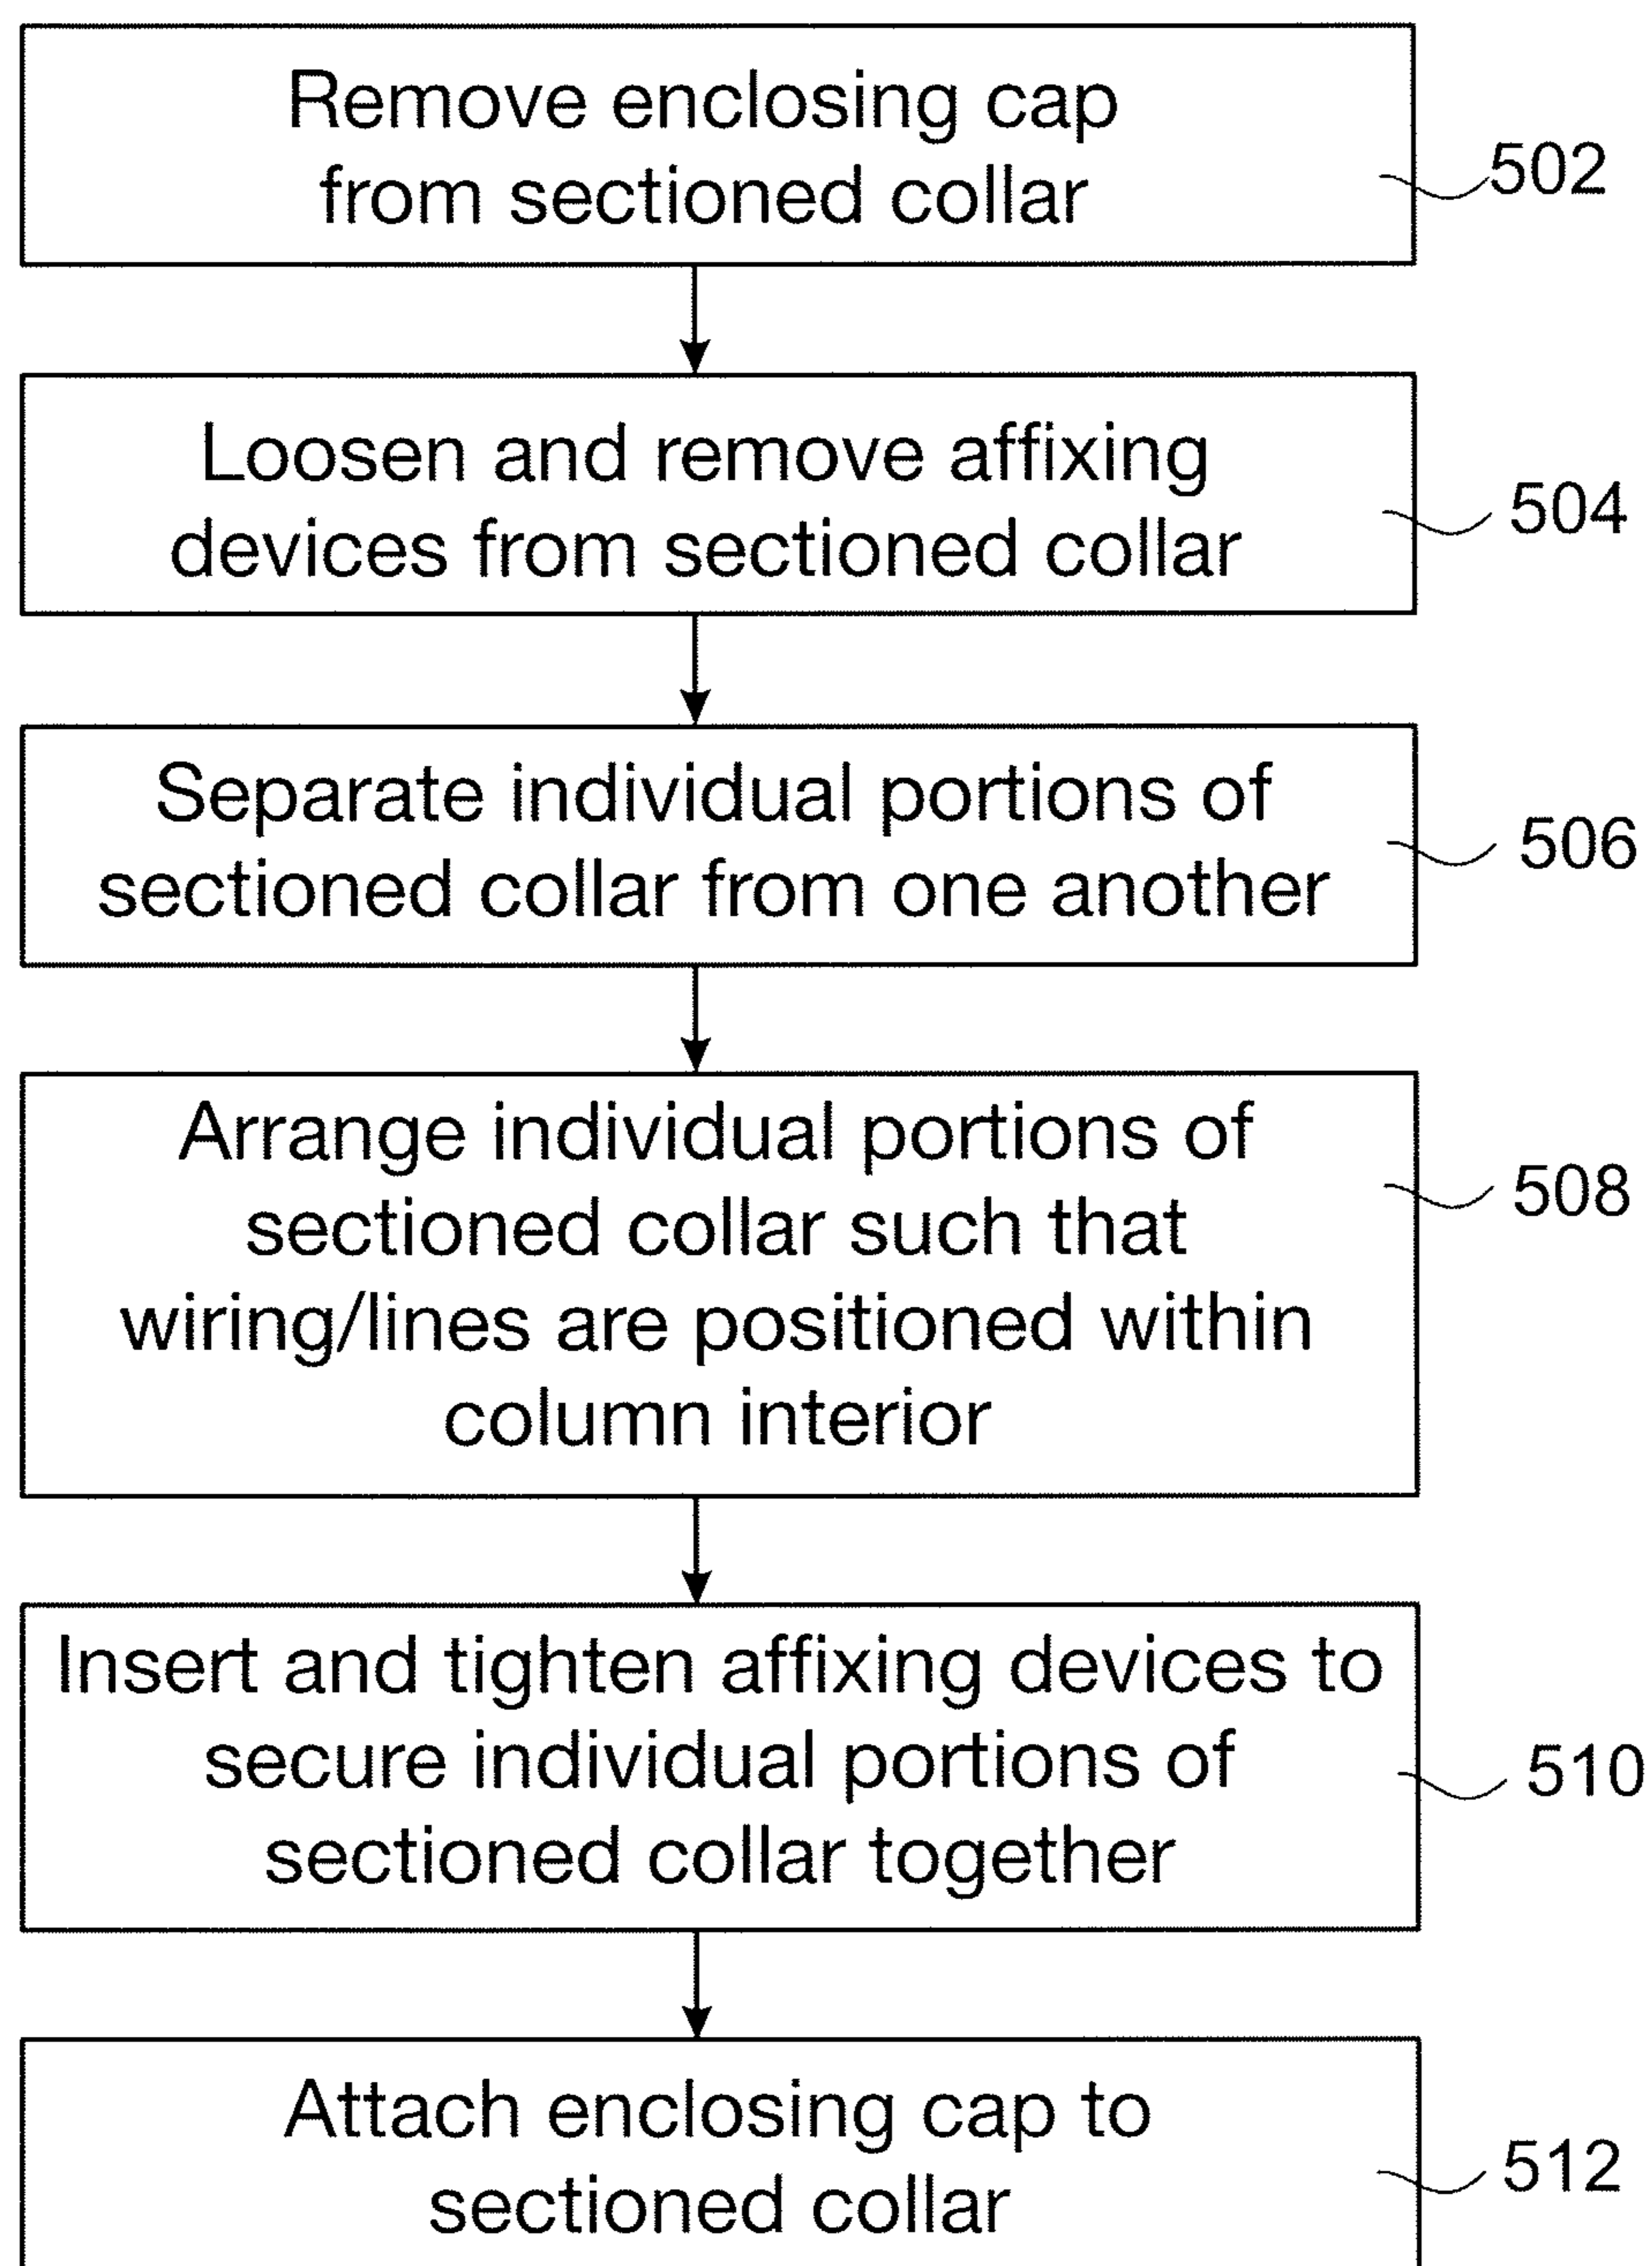 Remove enclosing cap
from sectioned collar
502
Loosen and remove affixing
devices from sectioned collar
504
Separate individual portions of
sectioned collar from one another
506
Arrange individual portions of
sectioned collar such that
wiring/lines are positioned within
column interior
508
Insert and tighten affixing devices to
secure individual portions of
sectioned collar together
510
Attach enclosing cap to
sectioned collar
512